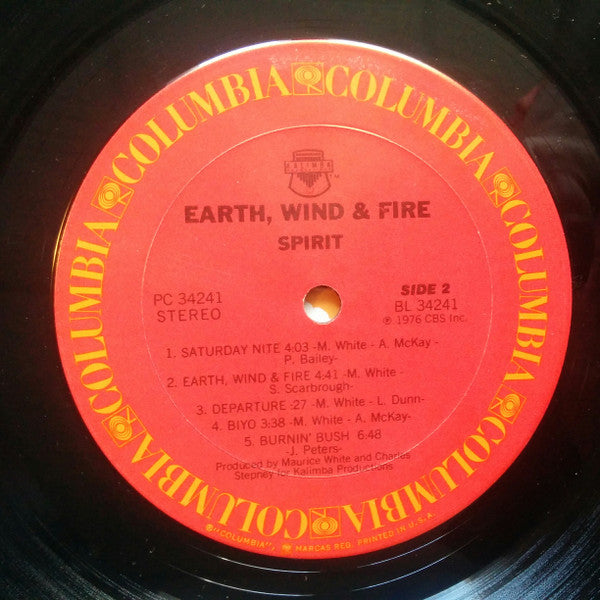 COLUMBIA COLUMBIA COLUMBIA COLUMBIA COLUMBIA COLUMBIA
KALIMBA
TM
EARTH, WIND & FIRE
SPIRIT
PC 34241
STEREO
SIDE 2
BL 34241
℗ 1976 CBS Inc.
1. SATURDAY NITE 4:03 -M. White - A. McKay -
P. Bailey-
2. EARTH, WIND & FIRE 4:41 -M. White -
S. Scarbrough-
3. DEPARTURE :27 -M. White - L. Dunn-
4. BIYO 3:38 -M. White - A. McKay-
5. BURNIN' BUSH 6:48
-J. Peters-
Produced by Maurice White and Charles
Stepney for Kalimba Productions
"COLUMBIA", MARCAS REG. PRINTED IN U.S.A.